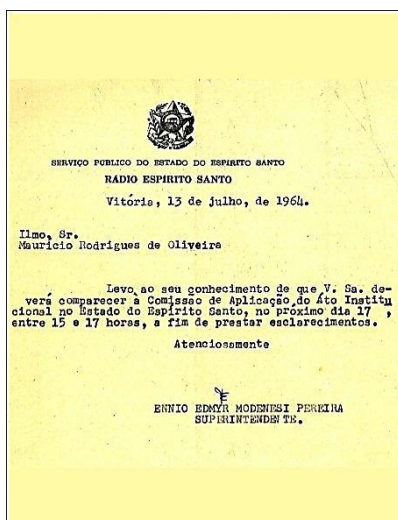 SERVIÇO PÚBLICO DO ESTADO DO ESPIRITO SANTO
RÁDIO ESPÍRITO SANTO
Vitória, 13 de julho, de 1964.
Ilmo. Sr.
Mauricio Rodrigues de Oliveira
Levo ao seu conhecimento de que V. Sa. de-
verá comparecer à Comissão de Aplicação do Ato Institu
cional no Estado do Espírito Santo, no próximo dia 17 ,
entre 15 e 17 horas, a fim de prestar esclarecimentos.
Atenciosamente
ENNIO EDMYR MODENESI PEREIRA
SUPERINTENDENTE.